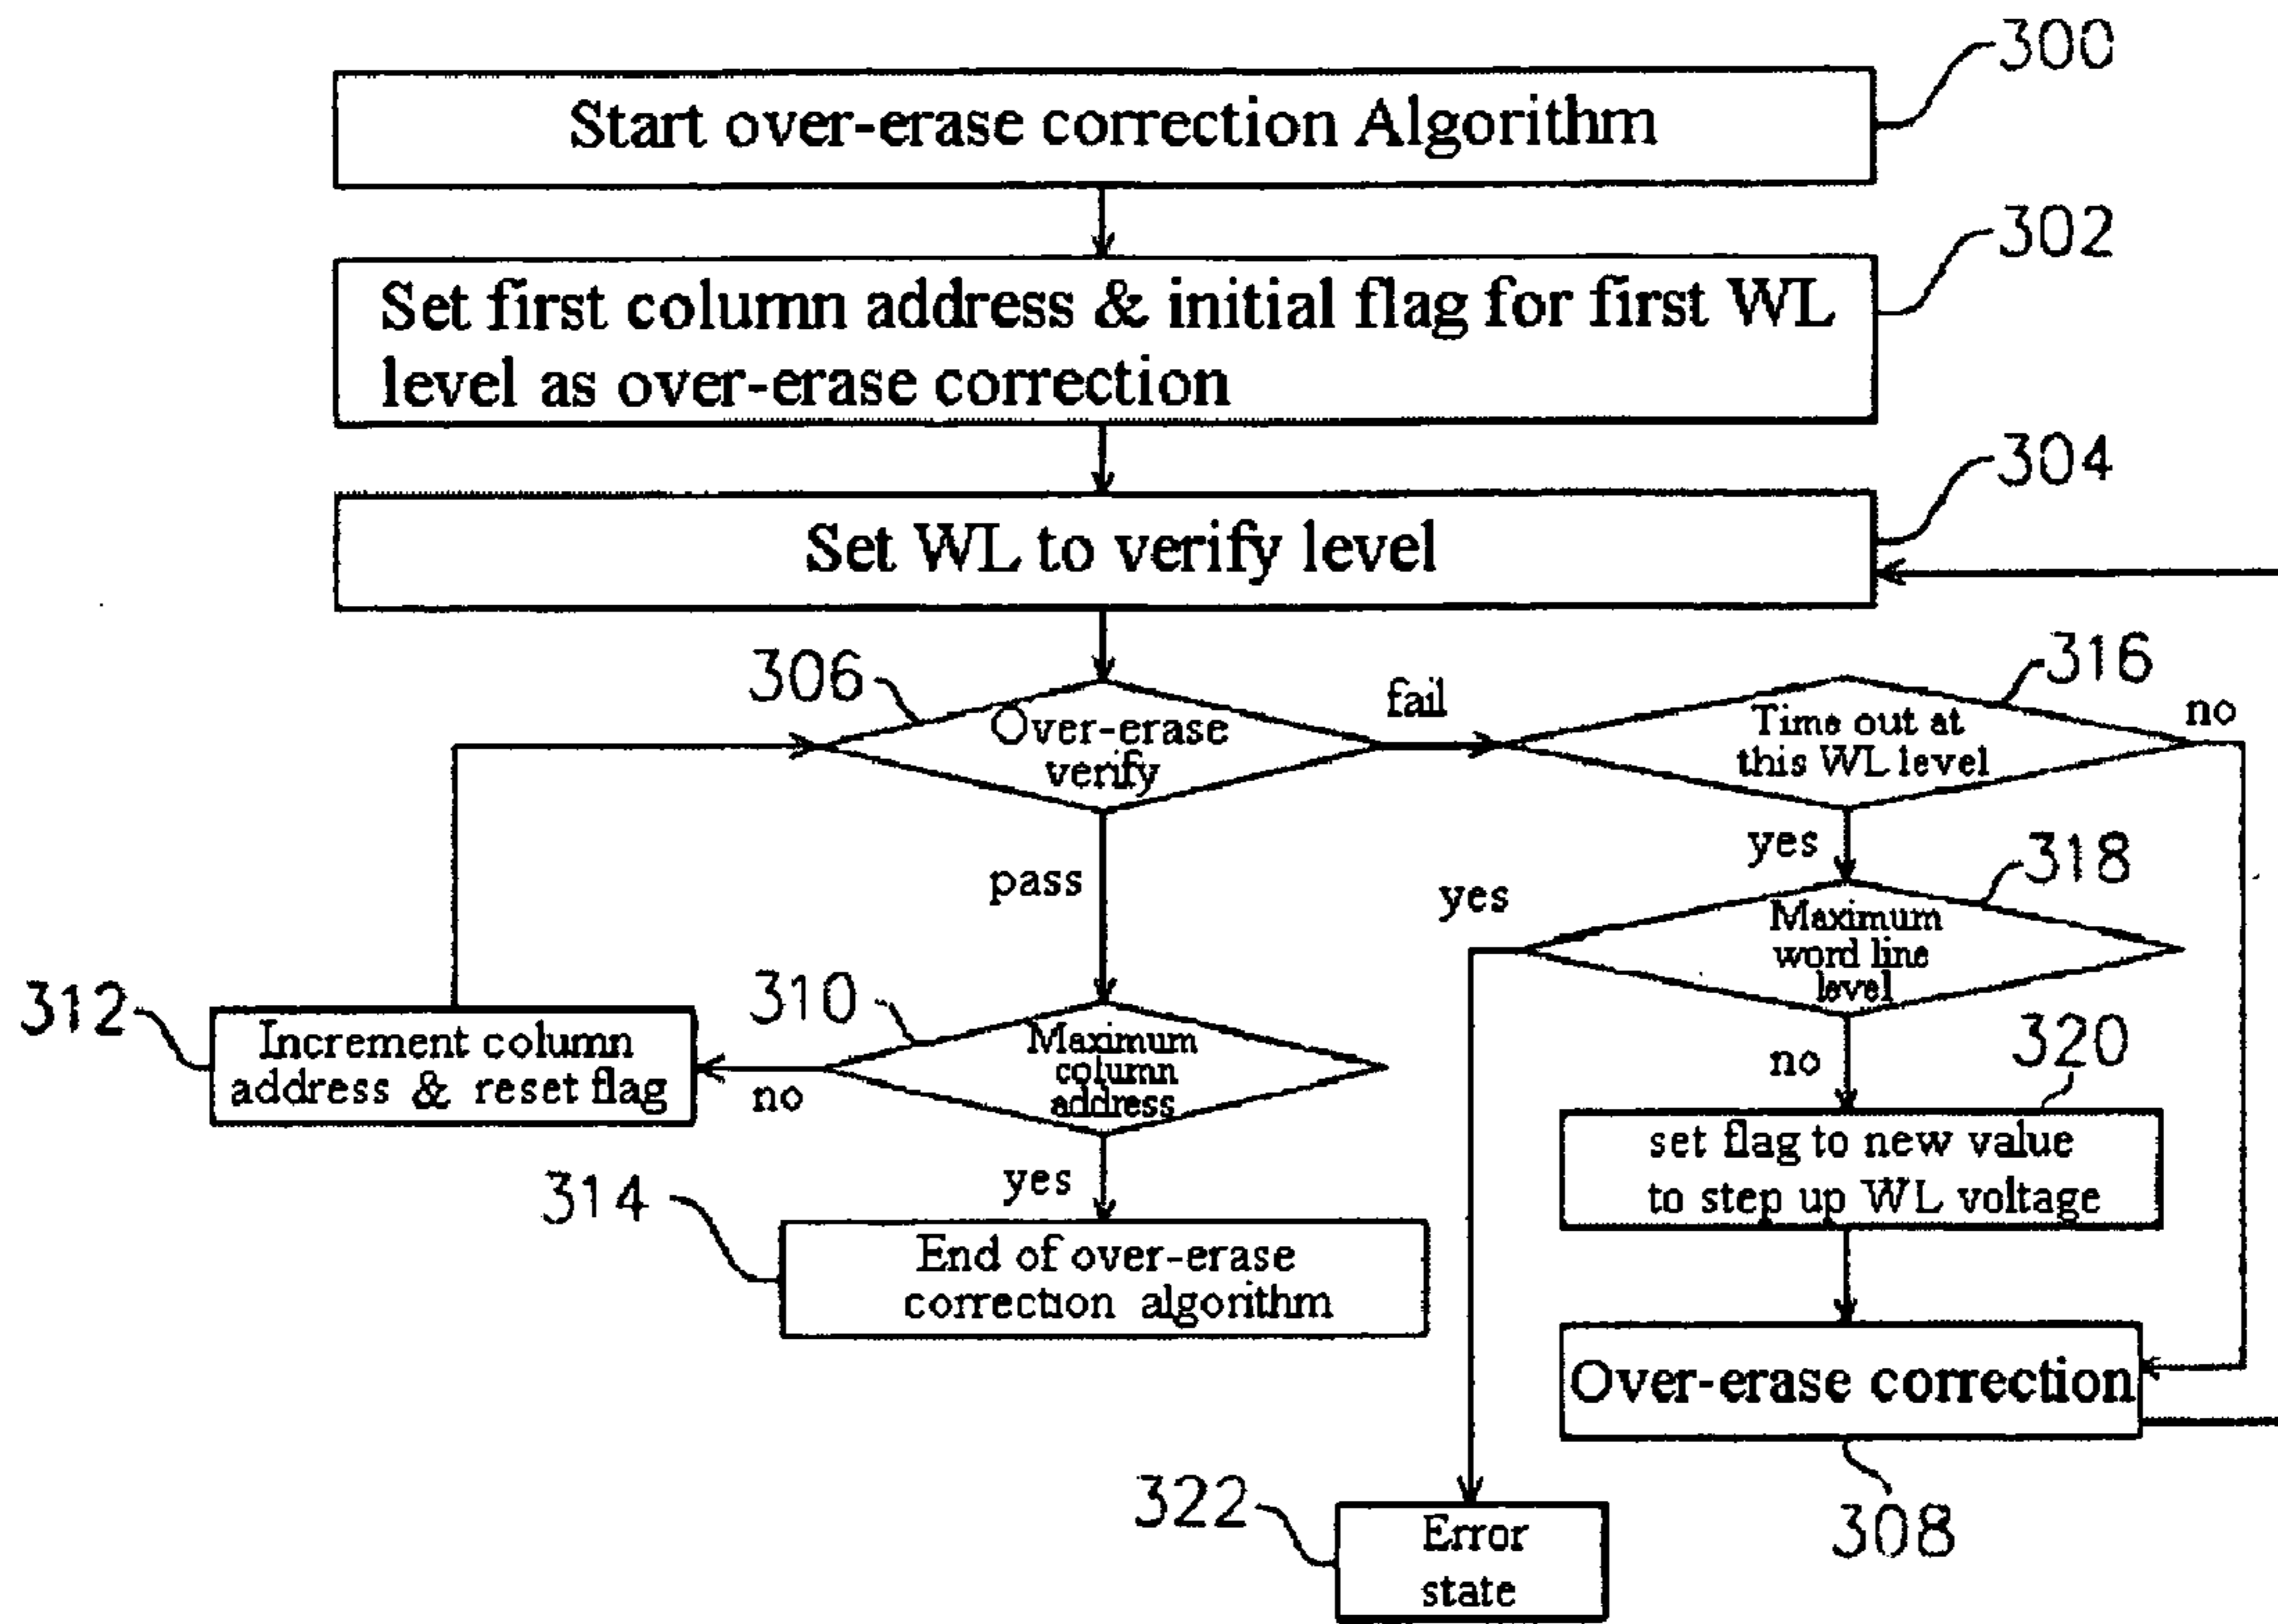 300
Start over-erase correction Algorithm
302
Set first column address & initial flag for first WL
level as over-erase correction
304
Set WL to verify level
306
Over-erase
verify
fail
316
Time out at
this WL level
no
pass
yes
318
yes
Maximum
word line
level
312
Increment column
address & reset flag
310
Maximum
column
address
no
no
320
set flag to new value
to step up WL voltage
yes
314
End of over-erase
correction algorithm
Over-erase correction
308
322
Error
state